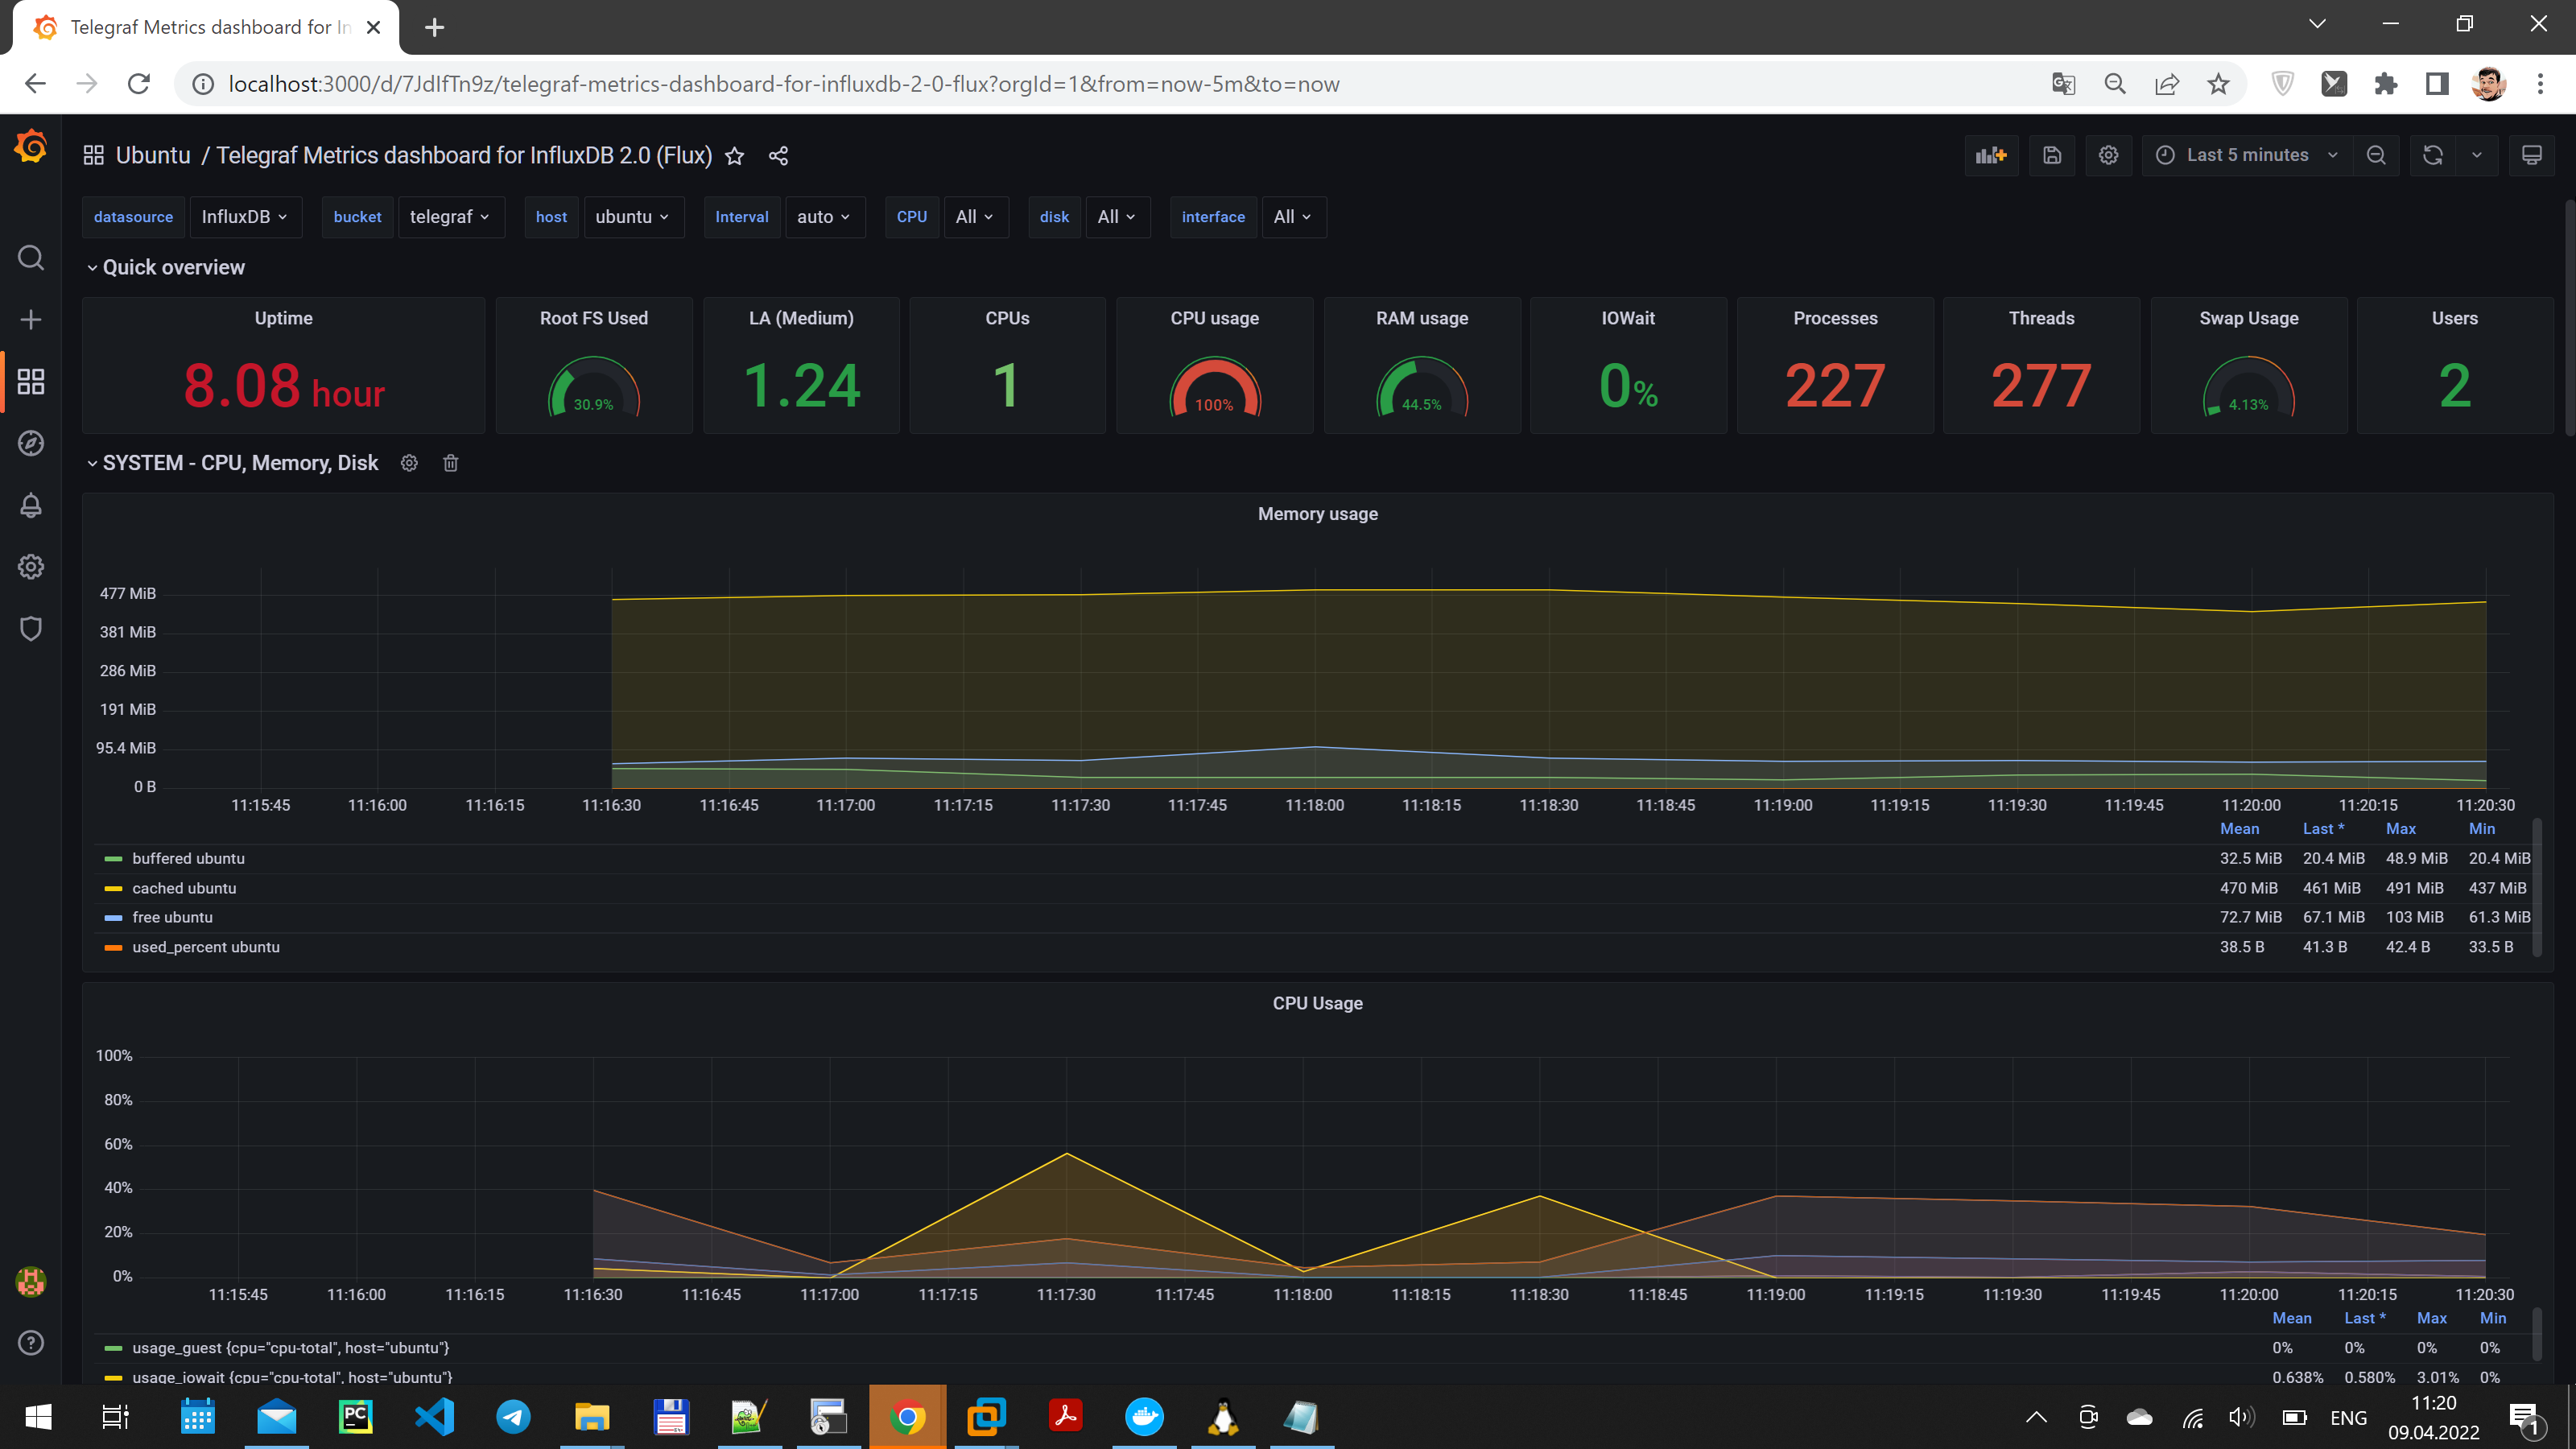 Telegraf Metrics dashboard for In
localhost:3000/d/7JdIfTn9z/telegraf-metrics-dashboard-for-influxdb-2-0-flux?orgId=1&from=now-5m&to=now
Ubuntu / Telegraf Metrics dashboard for InfluxDB 2.0 (Flux)
Last 5 minutes
datasource InfluxDB bucket telegraf host ubuntu Interval auto CPU All disk All interface All
Quick overview
Uptime Root FS Used LA (Medium) CPUs CPU usage RAM usage IOWait Processes Threads Swap Usage Users
8.08 hour 30.9% 1.24 1 100% 44.5% 0% 227 277 4.13% 2
SYSTEM - CPU, Memory, Disk
Memory usage
477 MiB
381 MiB
286 MiB
191 MiB
95.4 MiB
0 B
11:15:45 11:16:00 11:16:15 11:16:30 11:16:45 11:17:00 11:17:15 11:17:30 11:17:45 11:18:00 11:18:15 11:18:30 11:18:45 11:19:00 11:19:15 11:19:30 11:19:45 11:20:00 11:20:15 11:20:30
Mean Last * Max Min
buffered ubuntu 32.5 MiB 20.4 MiB 48.9 MiB 20.4 MiB
cached ubuntu 470 MiB 461 MiB 491 MiB 437 MiB
free ubuntu 72.7 MiB 67.1 MiB 103 MiB 61.3 MiB
used_percent ubuntu 38.5 B 41.3 B 42.4 B 33.5 B
CPU Usage
100%
80%
60%
40%
20%
0%
11:15:45 11:16:00 11:16:15 11:16:30 11:16:45 11:17:00 11:17:15 11:17:30 11:17:45 11:18:00 11:18:15 11:18:30 11:18:45 11:19:00 11:19:15 11:19:30 11:19:45 11:20:00 11:20:15 11:20:30
Mean Last * Max Min
usage_guest {cpu="cpu-total", host="ubuntu"} 0% 0% 0% 0%
usage_iowait {cpu="cpu-total", host="ubuntu"} 0.638% 0.580% 3.01% 0%
PC
ENG
11:20
09.04.2022
1